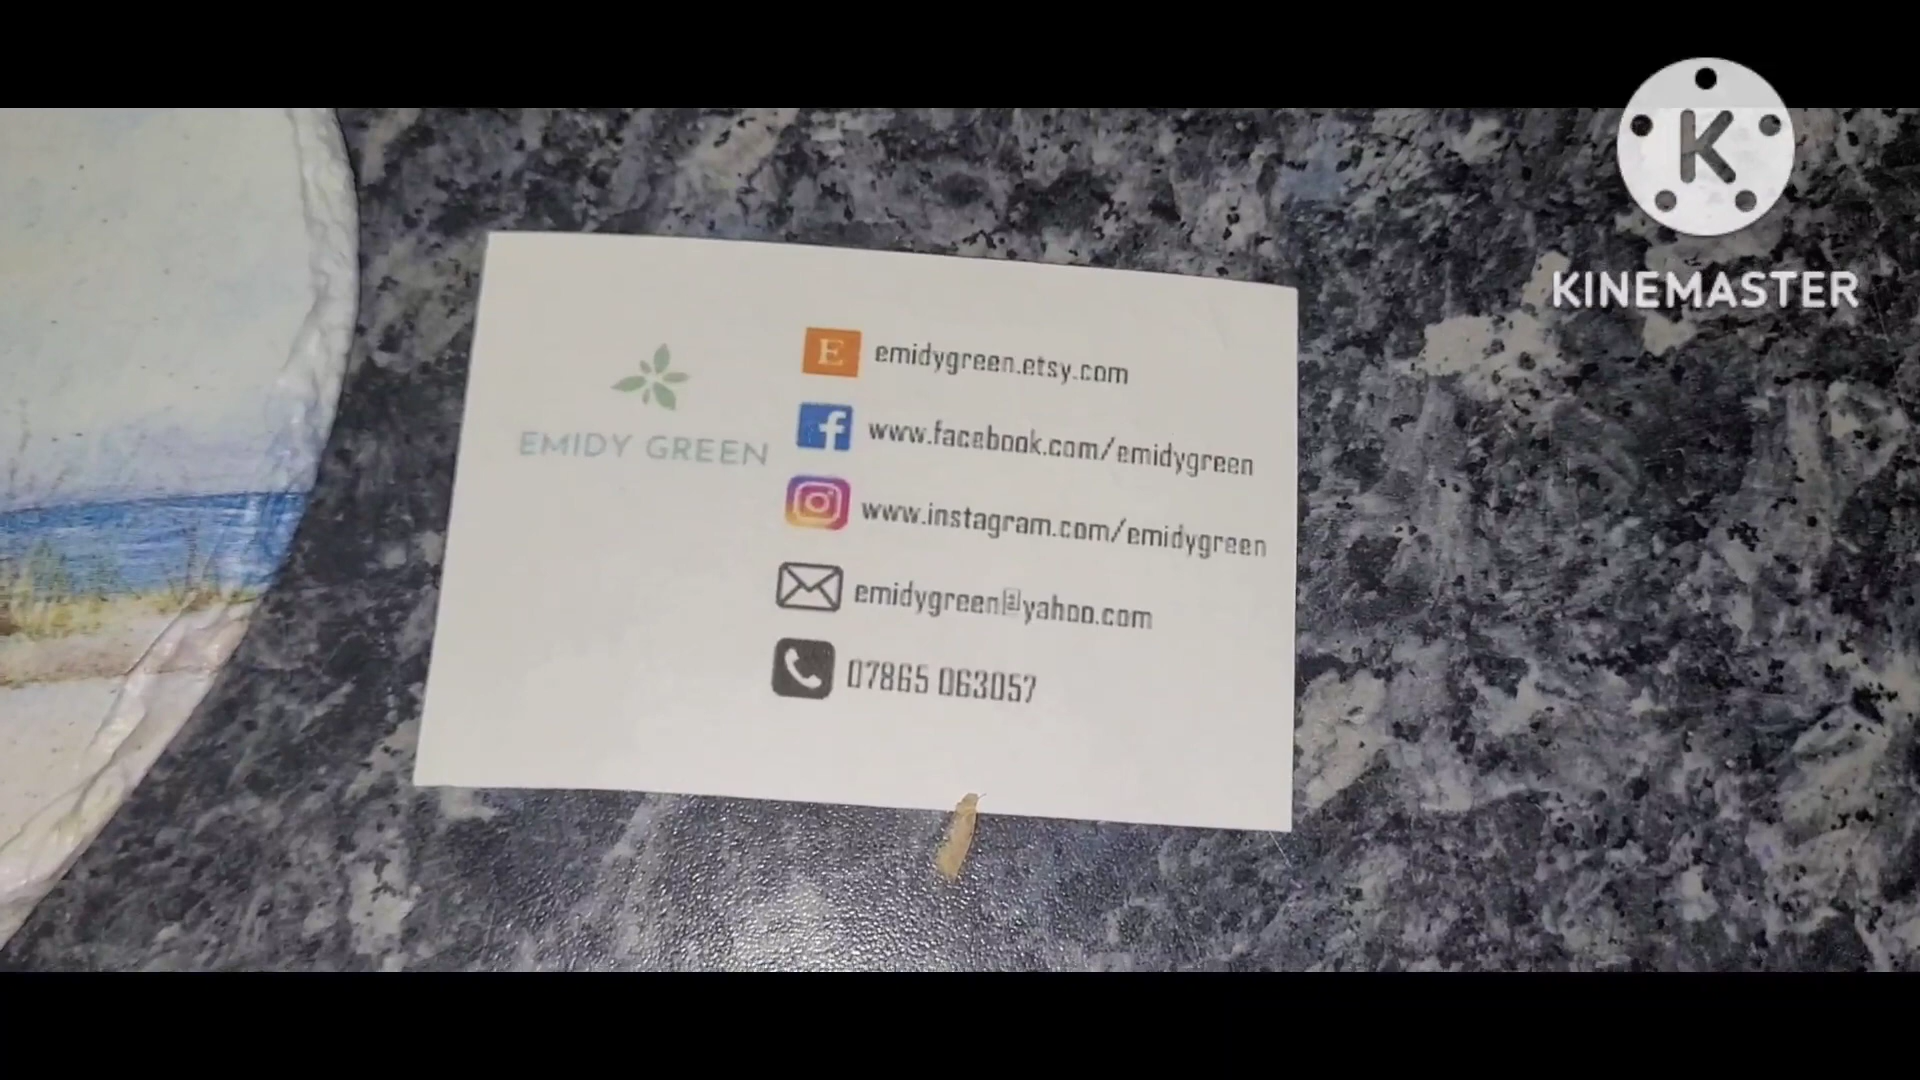 K
KINEMASTER
EMIDY GREEN
E emidygreen.etsy.com
f www.facebook.com/emidygreen
www.instagram.com/emidygreen
emidygreen@yahoo.com
07865 063057